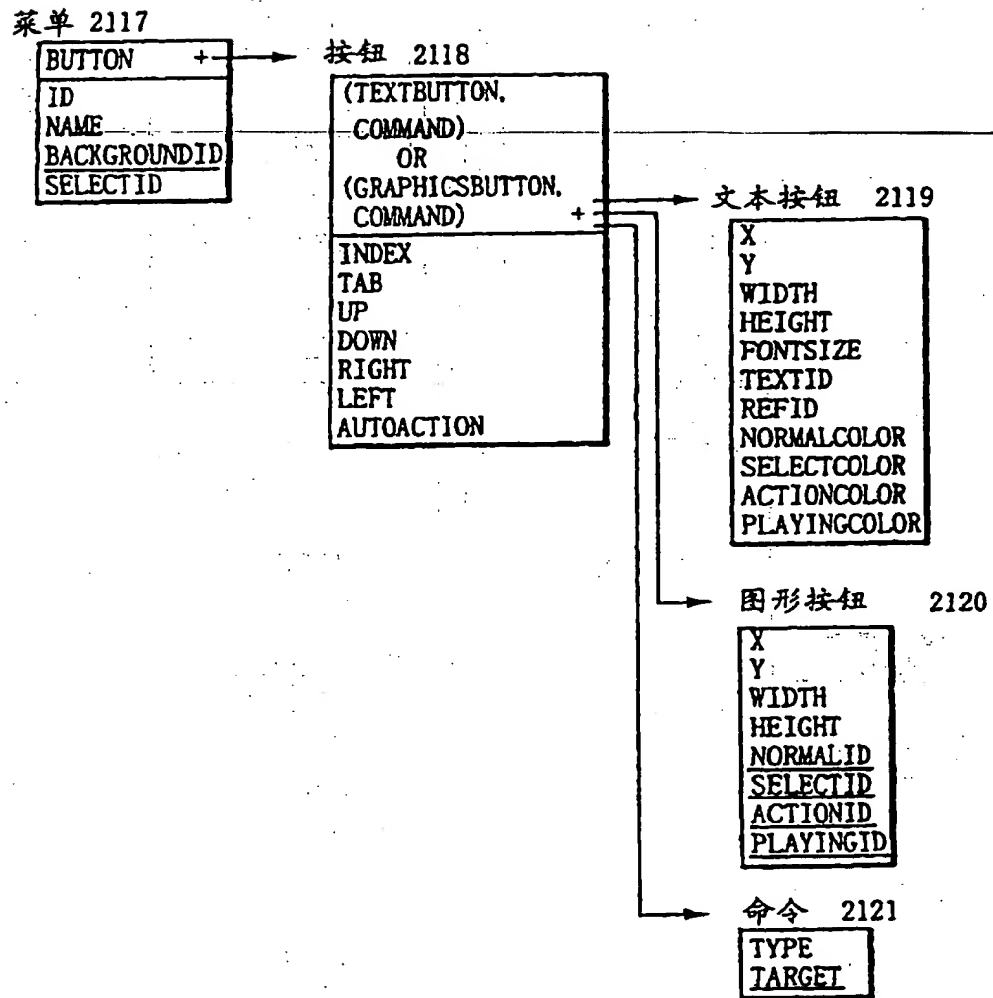 菜单 2117
BUTTON +
ID
NAME
BACKGROUNDID
SELECTID
按钮 2118
(TEXTBUTTON,
COMMAND)
OR
(GRAPHICSBUTTON,
COMMAND) +
INDEX
TAB
UP
DOWN
RIGHT
LEFT
AUTOACTION
文本按钮 2119
X
Y
WIDTH
HEIGHT
FONTSIZE
TEXTID
REFID
NORMALCOLOR
SELECTCOLOR
ACTIONCOLOR
PLAYINGCOLOR
图形按钮 2120
X
Y
WIDTH
HEIGHT
NORMALID
SELECTID
ACTIONID
PLAYINGID
命令 2121
TYPE
TARGET